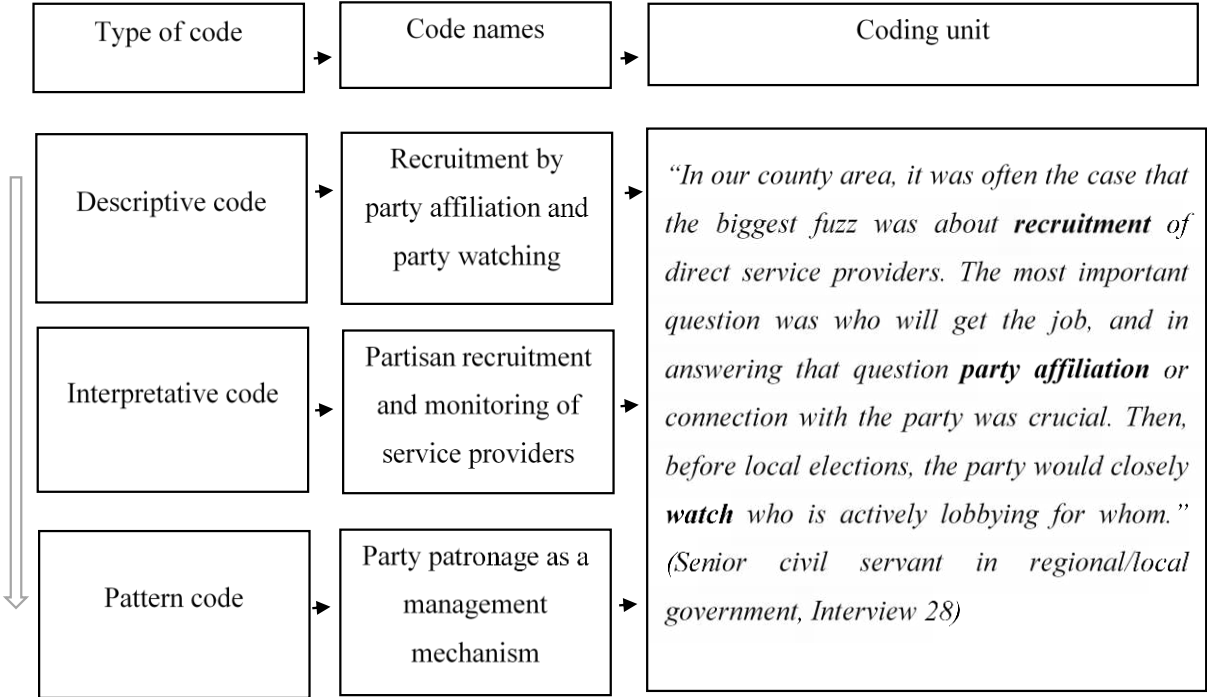 Type of code
Code names
Coding unit
Descriptive code
Recruitment by
party affiliation and
party watching
Interpretative code
Partisan recruitment
and monitoring of
service providers
Pattern code
Party patronage as a
management
mechanism
“In our county area, it was often the case that
the biggest fuzz was about recruitment of
direct service providers. The most important
question was who will get the job, and in
answering that question party affiliation or
connection with the party was crucial. Then,
before local elections, the party would closely
watch who is actively lobbying for whom.”
(Senior civil servant in regional/local
government, Interview 28)